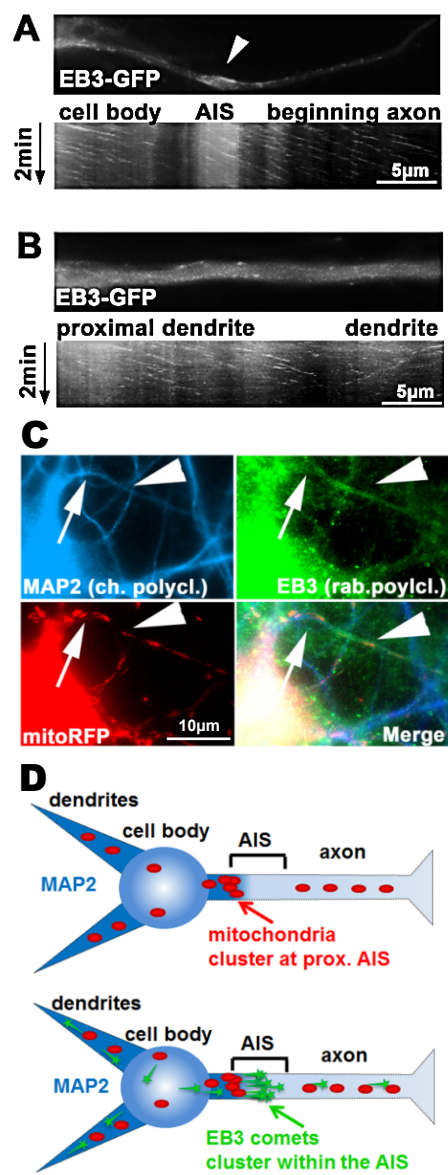 A
EB3-GFP
cell body AIS beginning axon
2min
5µm
B
EB3-GFP
proximal dendrite dendrite
2min
5µm
C
MAP2 (ch. polycl.) EB3 (rab.poylcl.)
mitoRFP 10µm Merge
D
dendrites
cell body AIS axon
MAP2
mitochondria
cluster at prox. AIS
dendrites
cell body AIS axon
MAP2
EB3 comets
cluster within the AIS